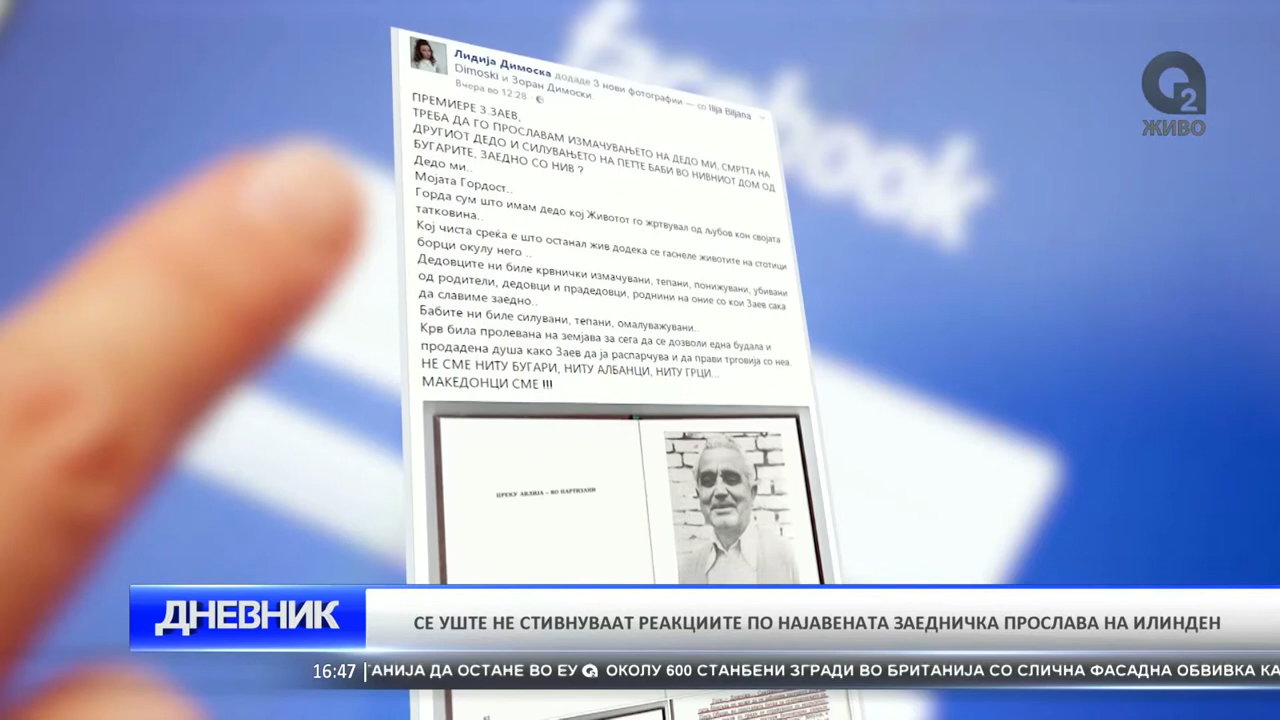 facebook
2
ЖИВО
Лидија Димоска додаде 3 нови фотографии — со Ilija Biljana
Dimoski и Зоран Димоски.
Вчера во 12:28
ПРЕМИЕРЕ З.ЗАЕВ,
ТРЕБА ДА ГО ПРОСЛАВАМ ИЗМАЧУВАЊЕТО НА ДЕДО МИ, СМРТТА НА
ДРУГИОТ ДЕДО И СИЛУВАЊЕТО НА ПЕТТЕ БАБИ ВО НИВНИОТ ДОМ ОД
БУГАРИТЕ, ЗАЕДНО СО НИВ ?
Дедо ми..
Мојата Гордост..
Горда сум што имам дедо кој Животот го жртвувал од љубов кон својата
татковина..
Кој чиста среќа е што останал жив додека се гаснеле животите на стотици
борци окулу него ..
Дедовците ни биле крвнички измачувани, тепани, понижувани, убивани
од родители, дедовци и прадедовци, роднини на оние со кои Заев сака
да славиме заедно..
Бабите ни биле силувани, тепани, омалуважувани..
Крв била пролевана на земјава за сега да се дозволи една будала и
продадена душа како Заев да ја распарчува и да прави трговија со неа.
НЕ СМЕ НИТУ БУГАРИ, НИТУ АЛБАНЦИ, НИТУ ГРЦИ...
МАКЕДОНЦИ СМЕ !!!
ПРЕКУ АВЛИЈА – ВО ПАРТИЗАНИ
ДНЕВНИК
СЕ УШТЕ НЕ СТИВНУВААТ РЕАКЦИИТЕ ПО НАЈАВЕНАТА ЗАЕДНИЧКА ПРОСЛАВА НА ИЛИНДЕН
16:47 АНИЈА ДА ОСТАНЕ ВО ЕУ ОКОЛУ 600 СТАНБЕНИ ЗГРАДИ ВО БРИТАНИЈА СО СЛИЧНА ФАСАДНА ОБВИВКА КА